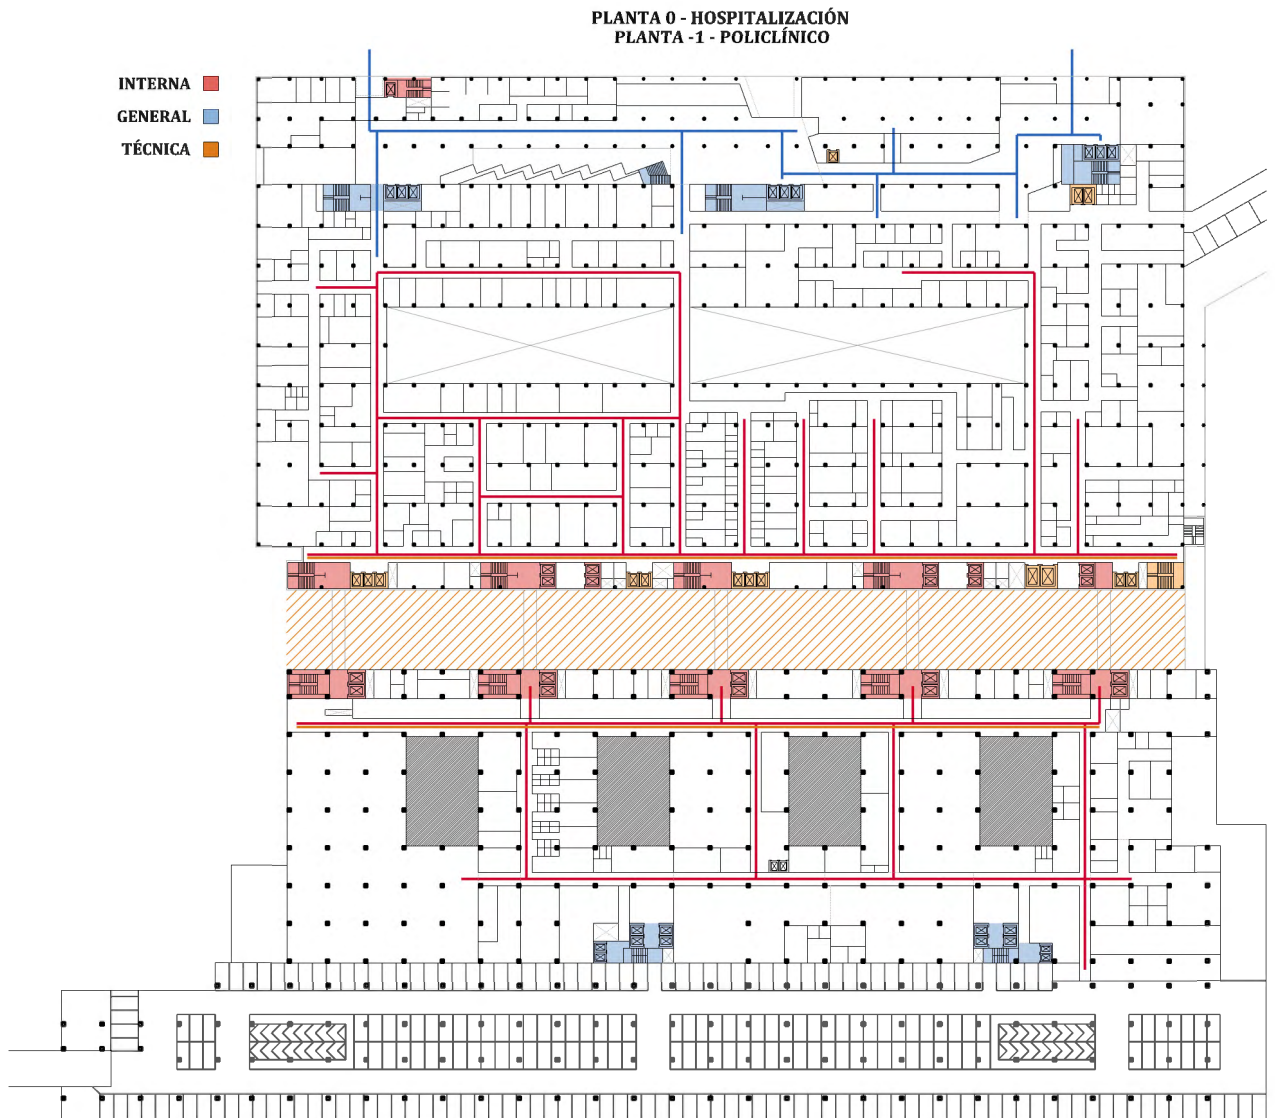 PLANTA 0 - HOSPITALIZACIÓN
PLANTA -1 - POLICLÍNICO
INTERNA
GENERAL
TÉCNICA